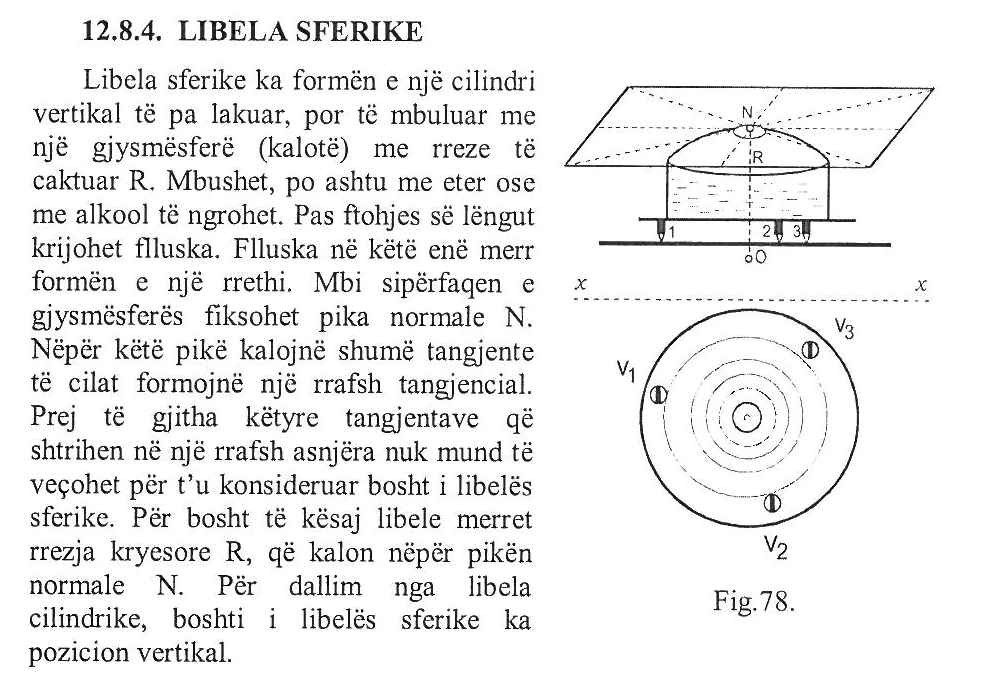 12.8.4. LIBELA SFERIKE
Libela sferike ka formën e një cilindri
vertikal të pa lakuar, por të mbuluar me
një gjysmësferë (kalotë) me rreze të
caktuar R. Mbushet, po ashtu me eter ose
me alkool të ngrohet. Pas ftohjes së lëngut
krijohet flluska. Flluska në këtë enë merr
formën e një rrethi. Mbi sipërfaqen e
gjysmësferës fiksohet pika normale N.
Nëpër këtë pikë kalojnë shumë tangjente
të cilat formojnë një rrafsh tangjencial.
Prej të gjitha këtyre tangjentave që
shtrihen në një rrafsh asnjëra nuk mund të
veçohet për t’u konsideruar bosht i libelës
sferike. Për bosht të kësaj libele merret
rrezja kryesore R, që kalon nëpër pikën
normale N. Për dallim nga libela
cilindrike, boshti i libelës sferike ka
pozicion vertikal.
N
R
1 2 3
O
x x
V3
V1
c
V2
Fig.78.